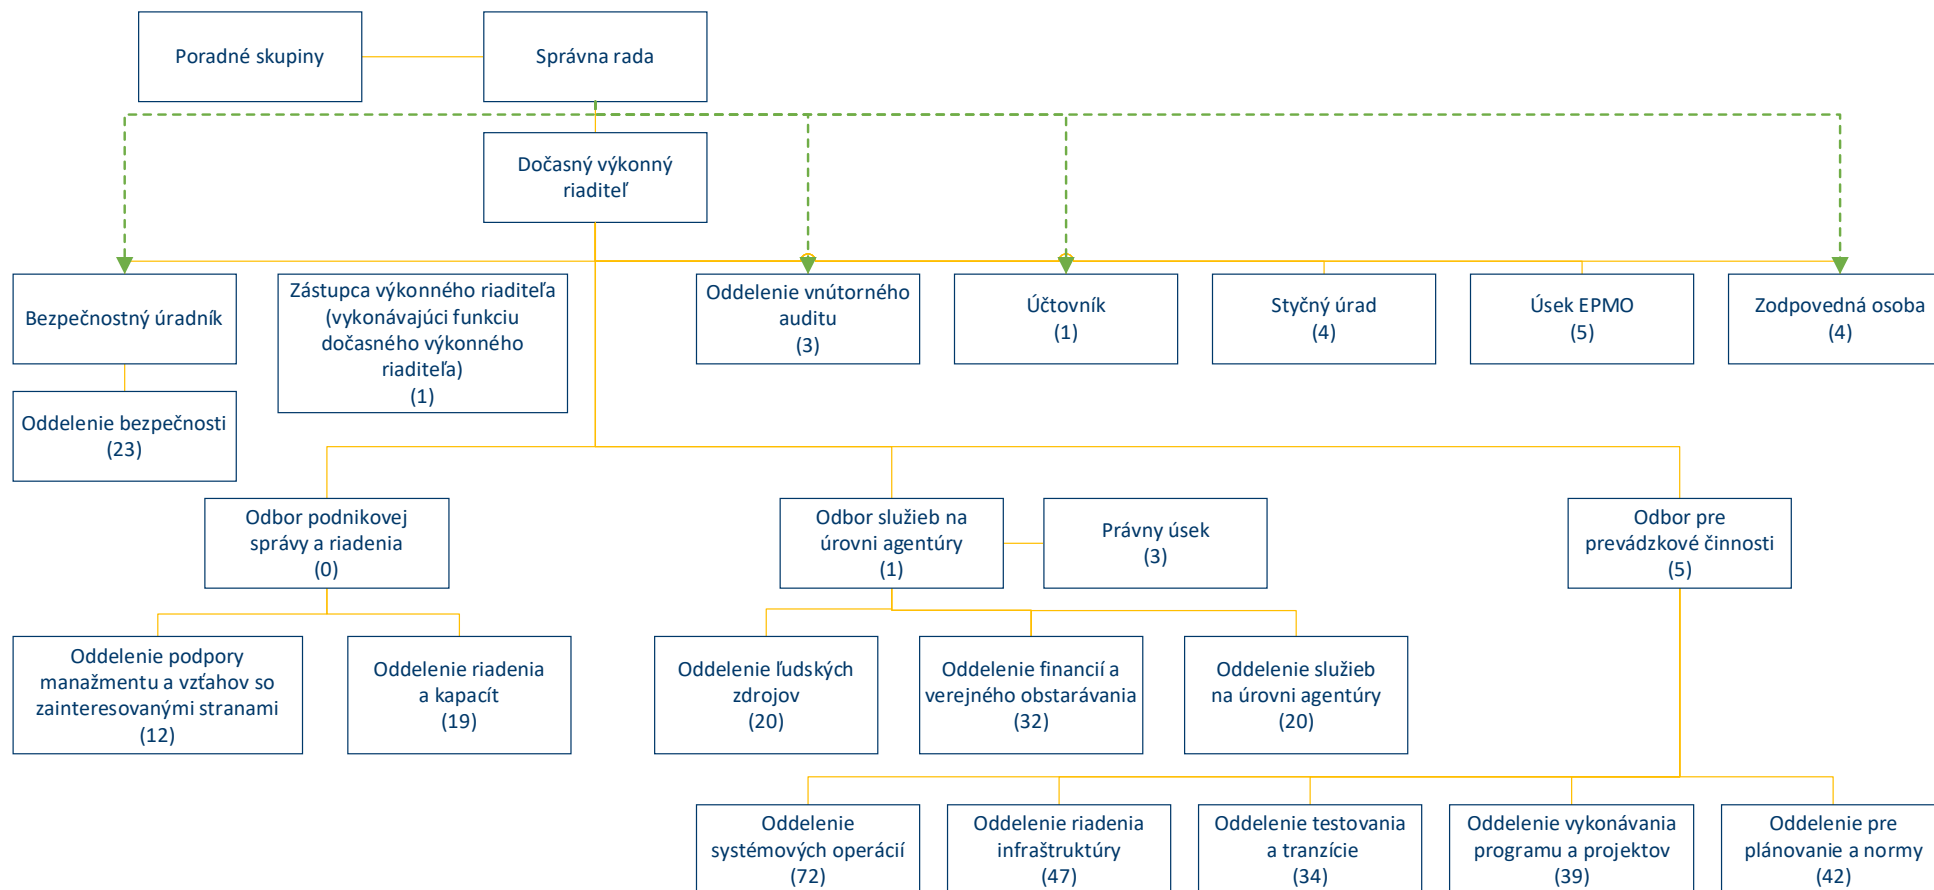 Poradné skupiny
Správna rada
Dočasný výkonný
riaditeľ
Bezpečnostný úradník
Zástupca výkonného riaditeľa
(vykonávajúci funkciu
dočasného výkonného
riaditeľa)
(1)
Oddelenie vnútorného
auditu
(3)
Účtovník
(1)
Styčný úrad
(4)
Úsek EPMO
(5)
Zodpovedná osoba
(4)
Oddelenie bezpečnosti
(23)
Odbor podnikovej
správy a riadenia
(0)
Odbor služieb na
úrovni agentúry
(1)
Právny úsek
(3)
Odbor pre
prevádzkové činnosti
(5)
Oddelenie podpory
manažmentu a vzťahov so
zainteresovanými stranami
(12)
Oddelenie riadenia
a kapacít
(19)
Oddelenie ľudských
zdrojov
(20)
Oddelenie financií a
verejného obstarávania
(32)
Oddelenie služieb
na úrovni agentúry
(20)
Oddelenie
systémových operácií
(72)
Oddelenie riadenia
infraštruktúry
(47)
Oddelenie testovania
a tranzície
(34)
Oddelenie vykonávania
programu a projektov
(39)
Oddelenie pre
plánovanie a normy
(42)